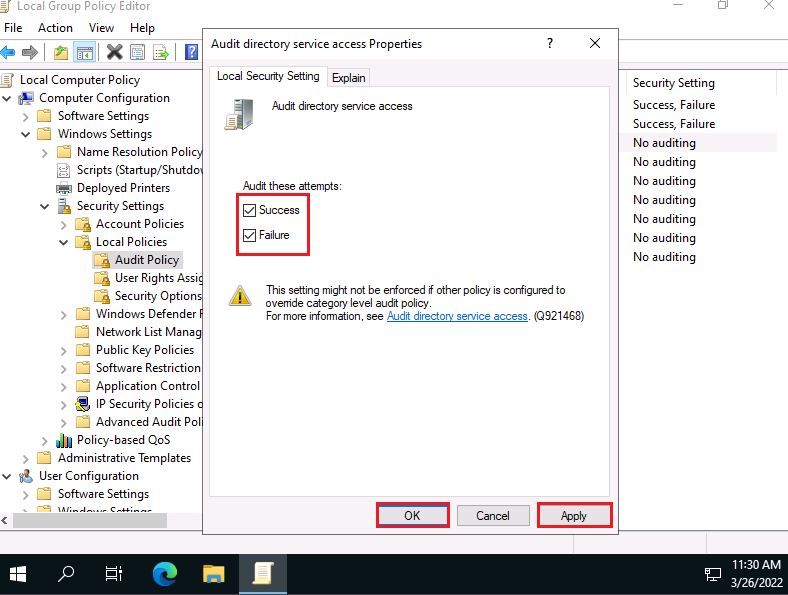 Local Group Policy Editor
File Action View Help
Local Computer Policy
Computer Configuration
Software Settings
Windows Settings
Name Resolution Policy
Scripts (Startup/Shutdow
Deployed Printers
Security Settings
Account Policies
Local Policies
Audit Policy
User Rights Assig
Security Options
Windows Defender F
Network List Manag
Public Key Policies
Software Restriction
Application Control
IP Security Policies o
Advanced Audit Poli
Policy-based QoS
Administrative Templates
User Configuration
Software Settings
Windows Settings
Audit directory service access Properties
?
Local Security Setting Explain
Audit directory service access
Audit these attempts:
Success
Failure
This setting might not be enforced if other policy is configured to
override category level audit policy.
For more information, see Audit directory service access. (Q921468)
OK Cancel Apply
Security Setting
Success, Failure
Success, Failure
No auditing
No auditing
No auditing
No auditing
No auditing
No auditing
No auditing
11:30 AM
3/26/2022